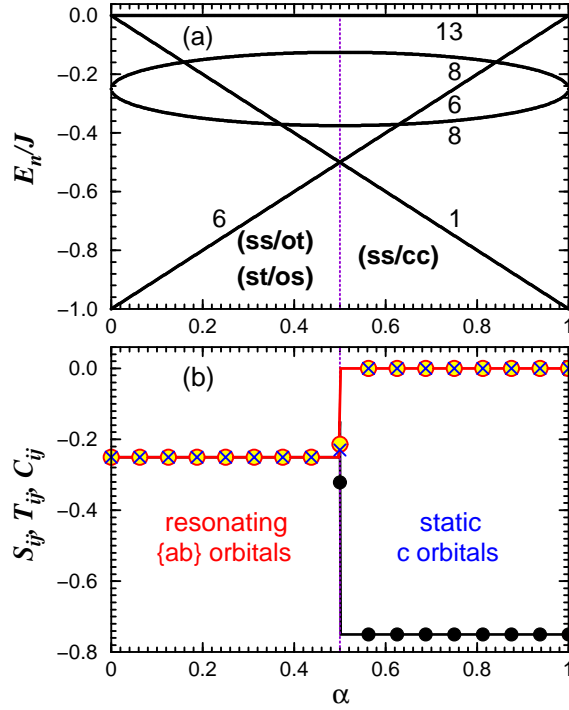 0.0
(a)
13
8
-0.2
6
-0.4
8
E_n/J
-0.6
6
1
(ss/ot)
(ss/cc)
-0.8
(st/os)
-1.0
0 0.2 0.4 0.6 0.8 1
0.0
(b)
-0.2
S_ij, T_ij, C_ij
-0.4
resonating static
{ab} orbitals c orbitals
-0.6
-0.8
0 0.2 0.4 0.6 0.8 1
α